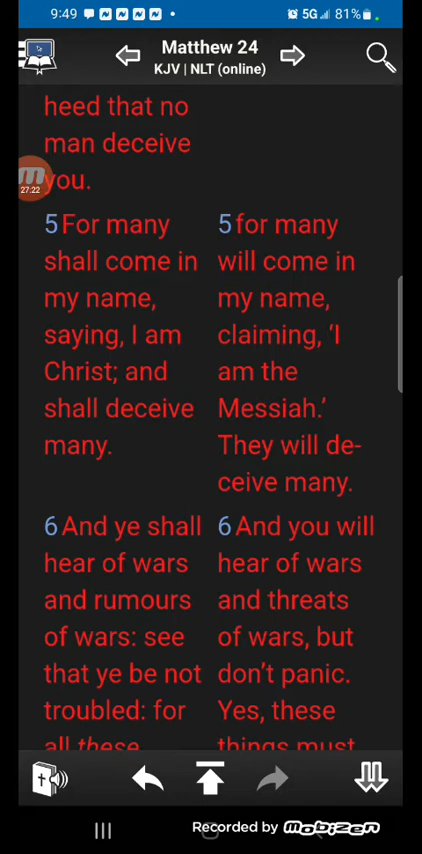 9:49 5G 81%
Matthew 24
KJV | NLT (online)
heed that no
man deceive
you.
27:22
5 For many
shall come in
my name,
saying, I am
Christ; and
shall deceive
many.
5 for many
will come in
my name,
claiming, ‘I
am the
Messiah.’
They will de-
ceive many.
6 And ye shall
hear of wars
and rumours
of wars: see
that ye be not
troubled: for
all these
6 And you will
hear of wars
and threats
of wars, but
don’t panic.
Yes, these
things must
Recorded by Mobizen